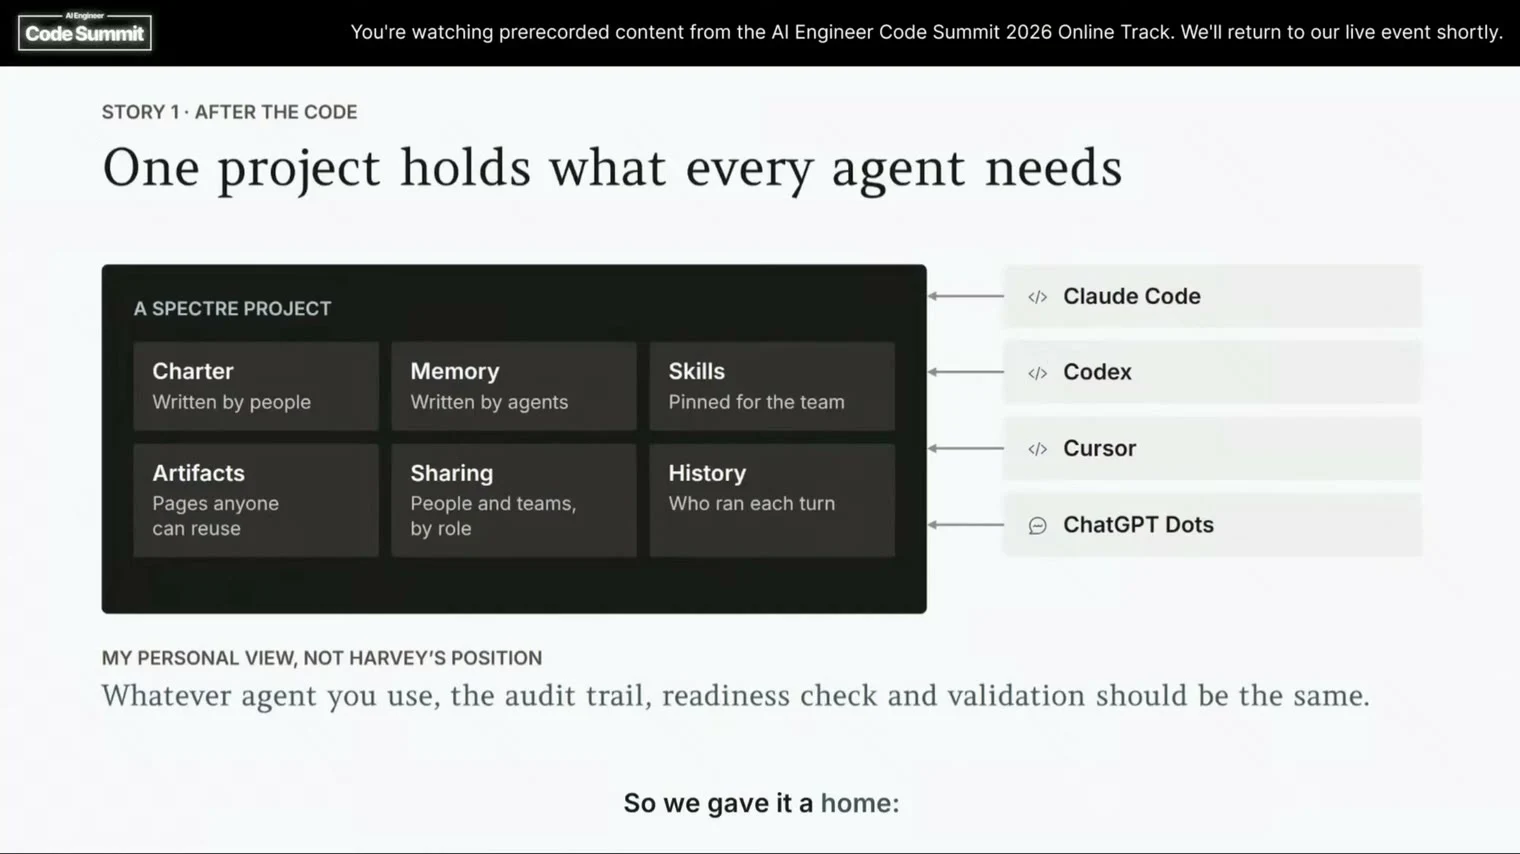 AI Engineer
Code Summit
You're watching prerecorded content from the AI Engineer Code Summit 2026 Online Track. We'll return to our live event shortly.
STORY 1 · AFTER THE CODE
One project holds what every agent needs
A SPECTRE PROJECT
Charter
Written by people
Memory
Written by agents
Skills
Pinned for the team
Artifacts
Pages anyone
can reuse
Sharing
People and teams,
by role
History
Who ran each turn
</> Claude Code
</> Codex
</> Cursor
ChatGPT Dots
MY PERSONAL VIEW, NOT HARVEY’S POSITION
Whatever agent you use, the audit trail, readiness check and validation should be the same.
So we gave it a home: